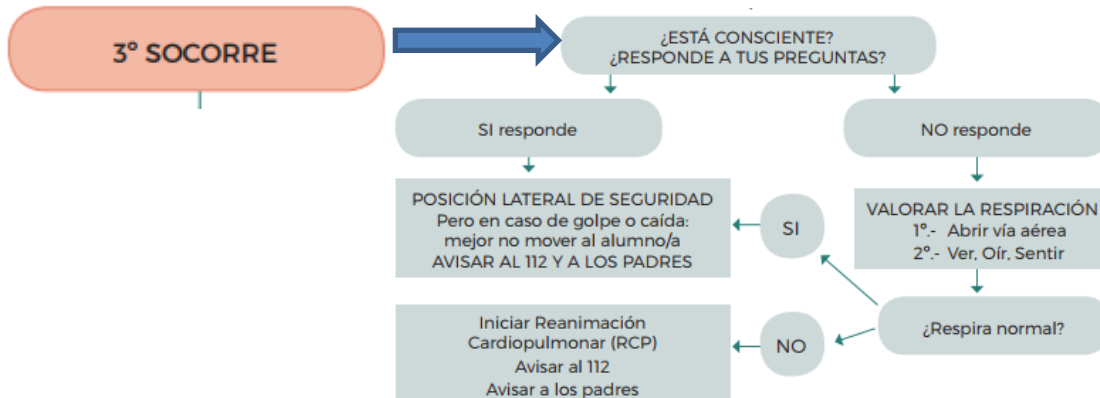 3º SOCORRE
¿ESTÁ CONSCIENTE?
¿RESPONDE A TUS PREGUNTAS?
SI responde
NO responde
POSICIÓN LATERAL DE SEGURIDAD
Pero en caso de golpe o caída:
mejor no mover al alumno/a
AVISAR AL 112 Y A LOS PADRES
SI
VALORAR LA RESPIRACIÓN
1º.- Abrir vía aérea
2º.- Ver, Oír, Sentir
¿Respira normal?
NO
Iniciar Reanimación
Cardiopulmonar (RCP)
Avisar al 112
Avisar a los padres